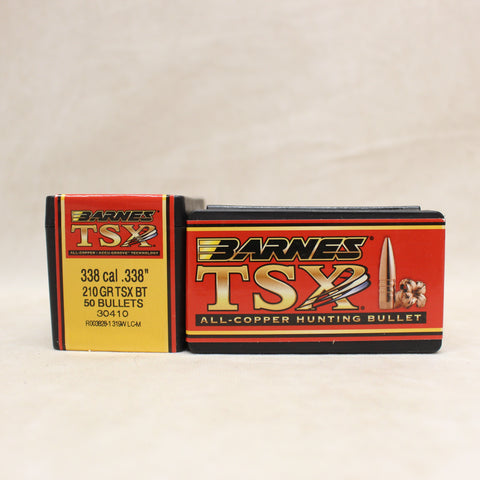 BARNES
TSX
ALL-COPPER / ACCU-GROOVE™ TECHNOLOGY
338 cal .338"
210 GR TSX BT
50 BULLETS
30410
BARNES
TSX
ALL-COPPER HUNTING BULLET